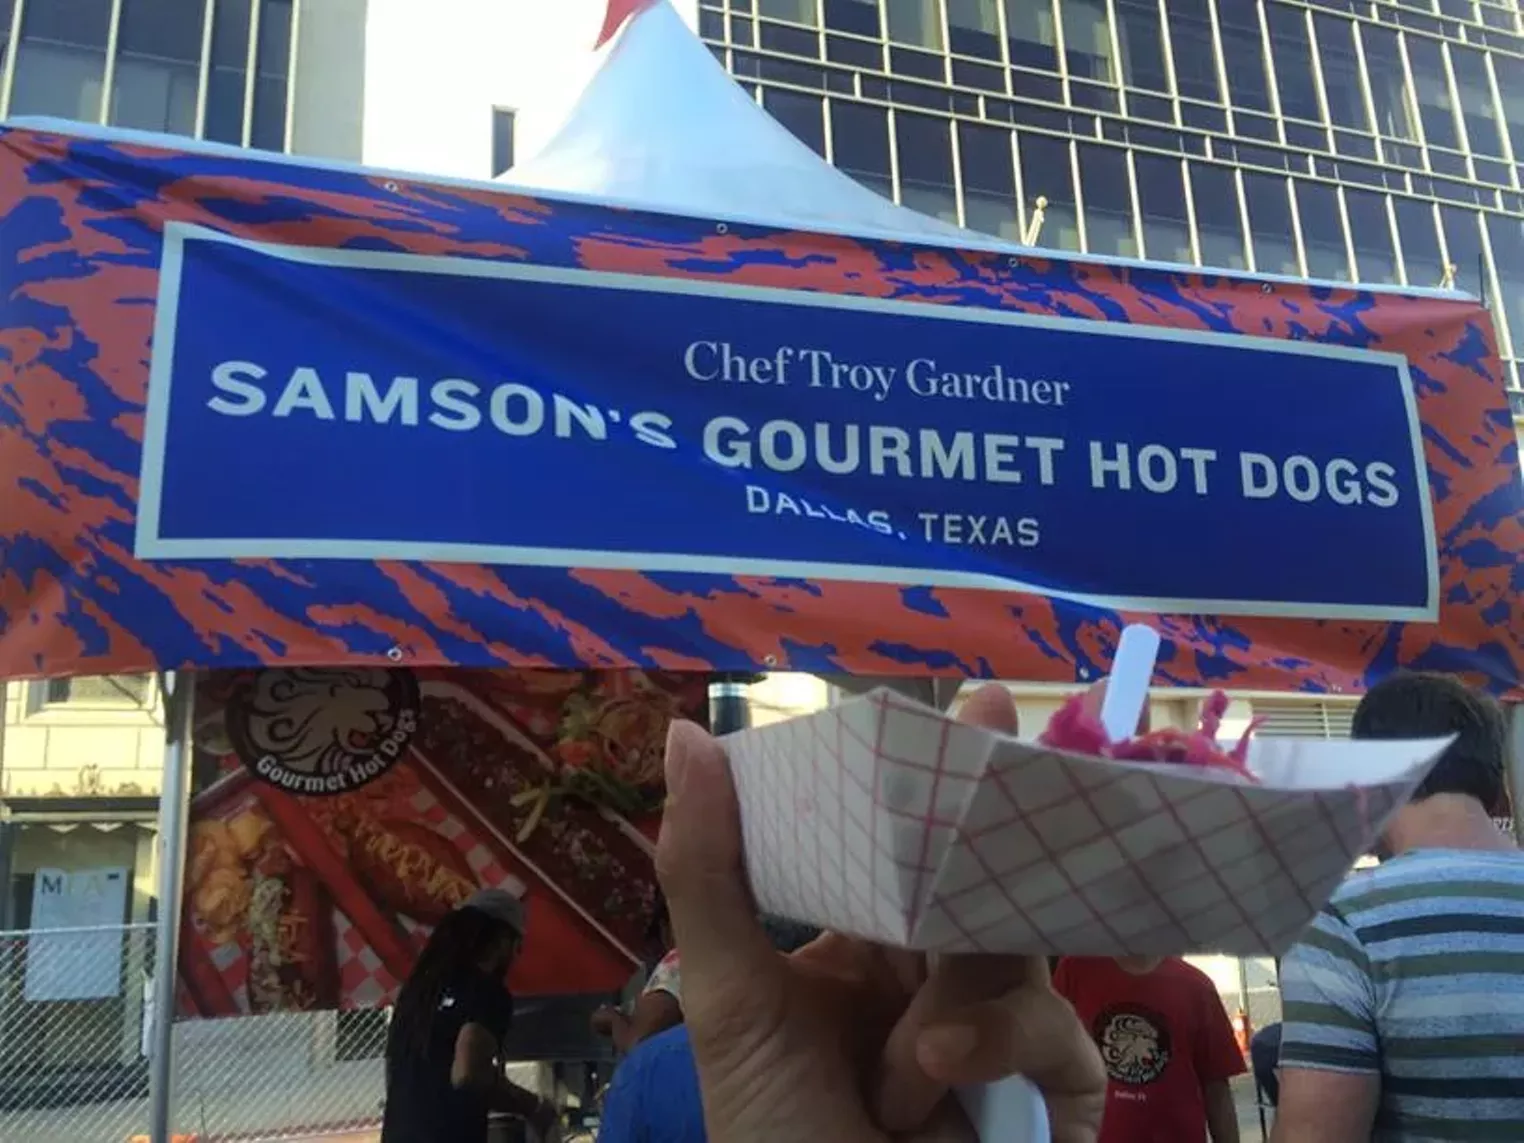 Chef Troy Gardner
SAMSON'S GOURMET HOT DOGS
DALLAS, TEXAS
Gourmet Hot Dogs